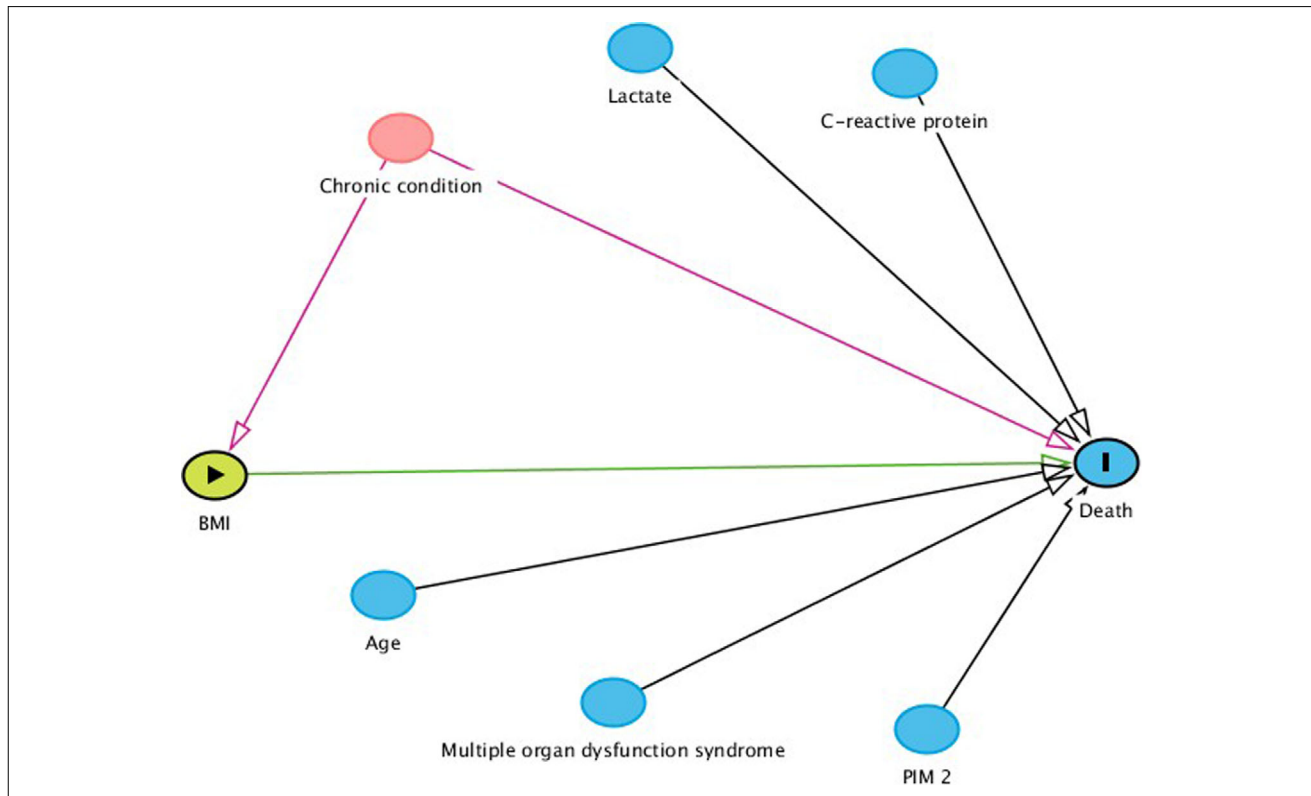 Lactate
C-reactive protein
Chronic condition
BMI
Death
Age
Multiple organ dysfunction syndrome
PIM 2